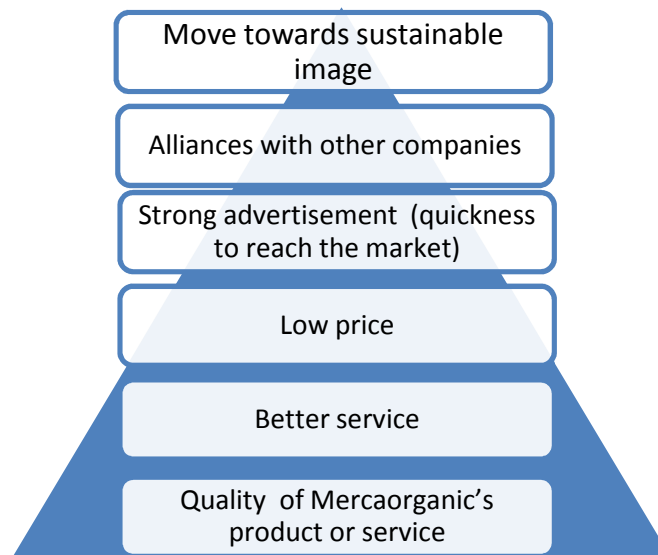 Move towards sustainable
image
Alliances with other companies
Strong advertisement (quickness
to reach the market)
Low price
Better service
Quality of Mercaorganic’s
product or service